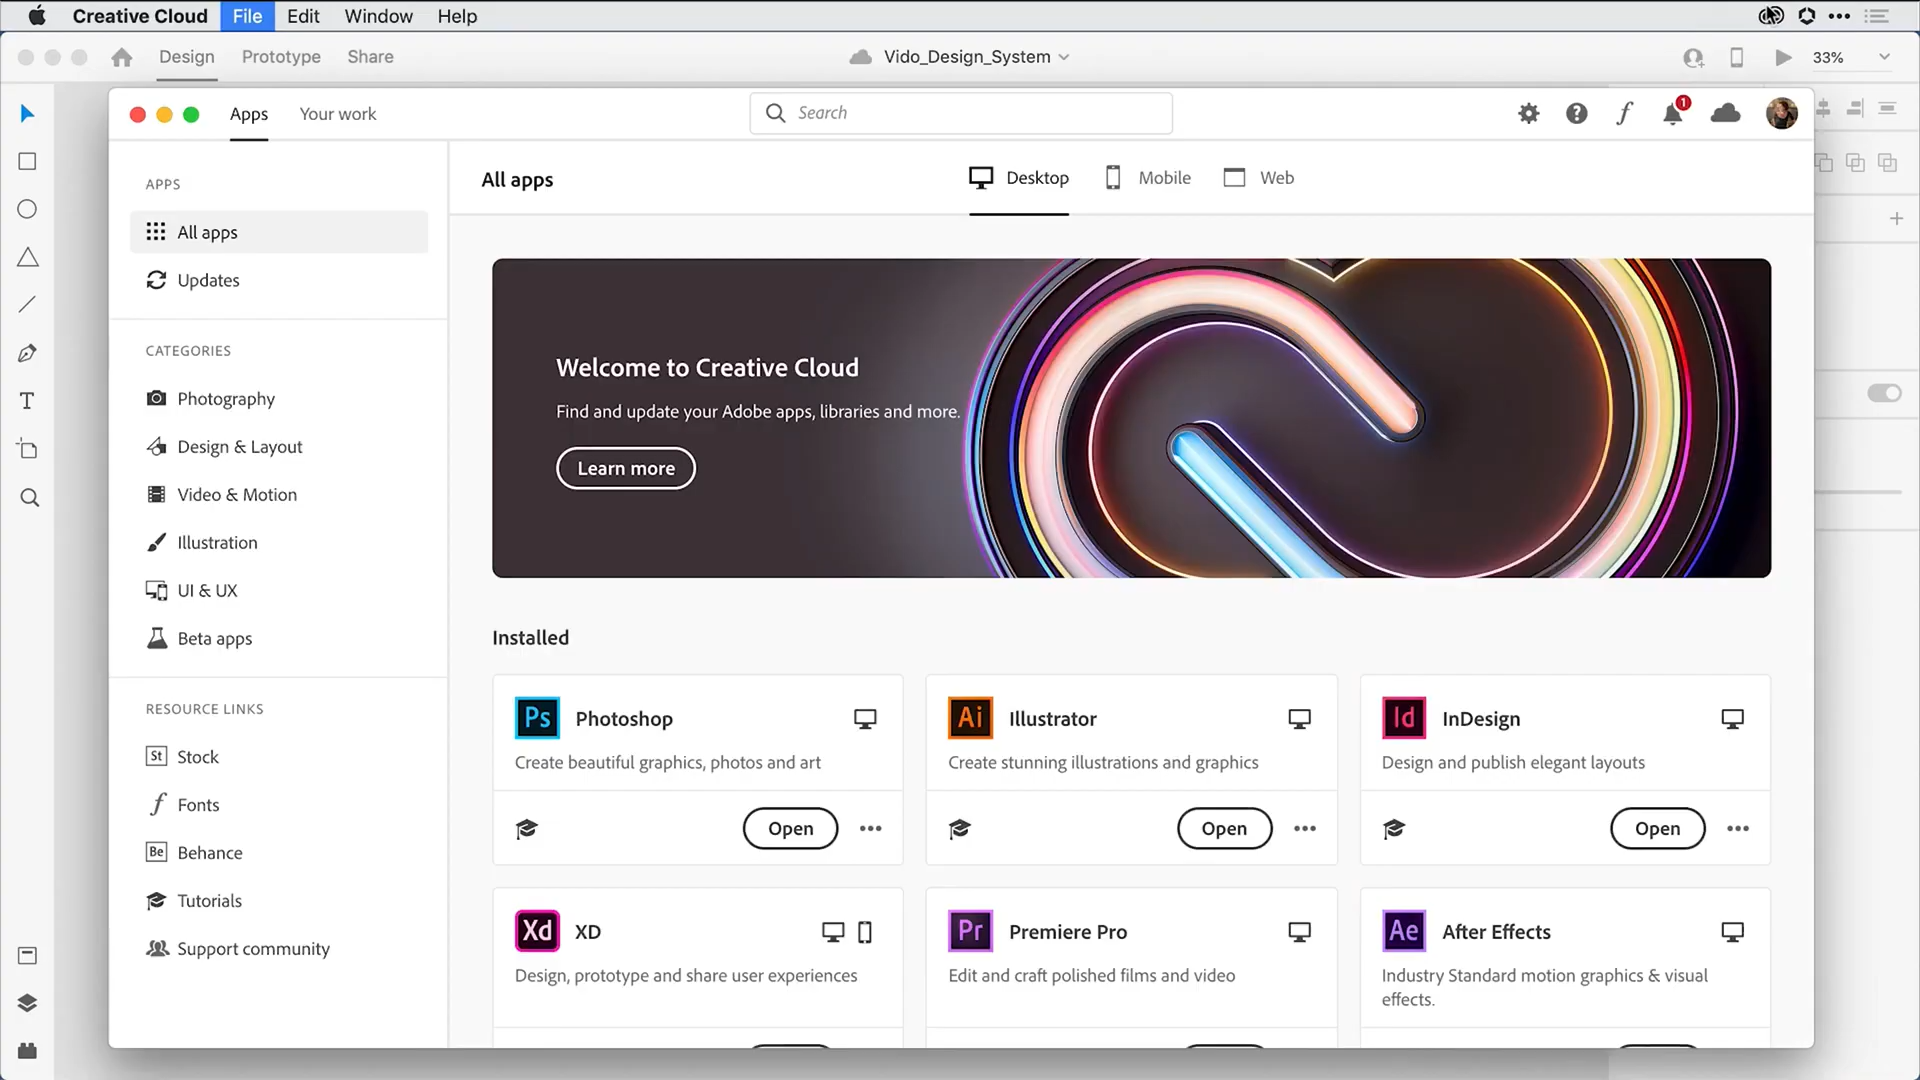 Creative Cloud File Edit Window Help
Design Prototype Share
Vido_Design_System
33%
Apps Your work
Search
1
APPS
All apps
Updates
CATEGORIES
Photography
Design & Layout
Video & Motion
Illustration
UI & UX
Beta apps
RESOURCE LINKS
St Stock
Fonts
Be Behance
Tutorials
Support community
All apps
Desktop Mobile Web
Welcome to Creative Cloud
Find and update your Adobe apps, libraries and more.
Learn more
Installed
Ps Photoshop
Create beautiful graphics, photos and art
Open
Ai Illustrator
Create stunning illustrations and graphics
Open
Id InDesign
Design and publish elegant layouts
Open
Xd XD
Design, prototype and share user experiences
Pr Premiere Pro
Edit and craft polished films and video
Ae After Effects
Industry Standard motion graphics & visual
effects.